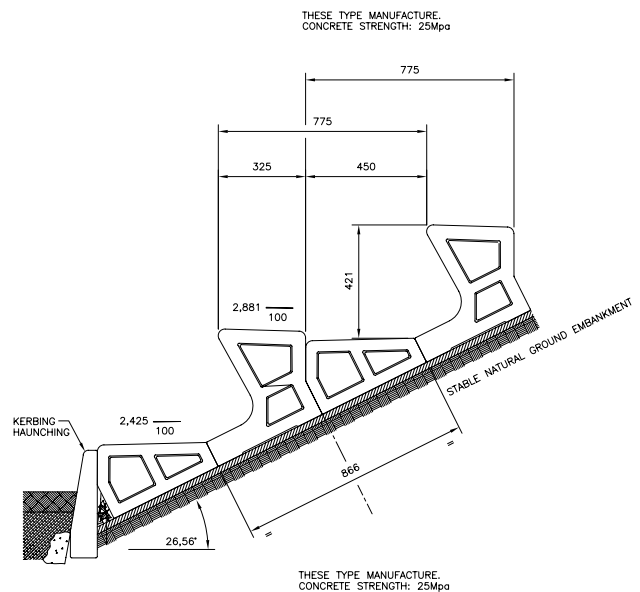 THESE TYPE MANUFACTURE.
CONCRETE STRENGTH: 25Mpa
775
775
325
450
421
2,881
100
STABLE NATURAL GROUND EMBANKMENT
KERBING
HAUNCHING
2,425
100
866
=
=
26,56°
THESE TYPE MANUFACTURE.
CONCRETE STRENGTH: 25Mpa